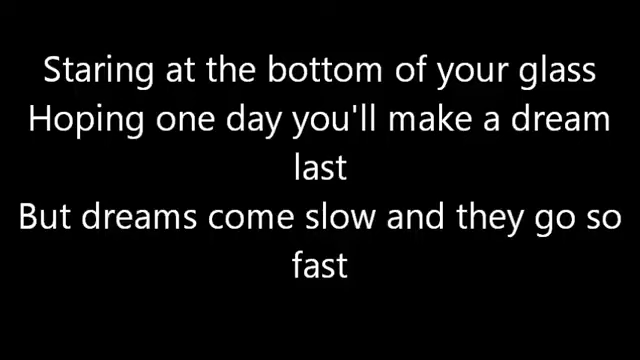 Staring at the bottom of your glass
Hoping one day you'll make a dream
last
But dreams come slow and they go so
fast